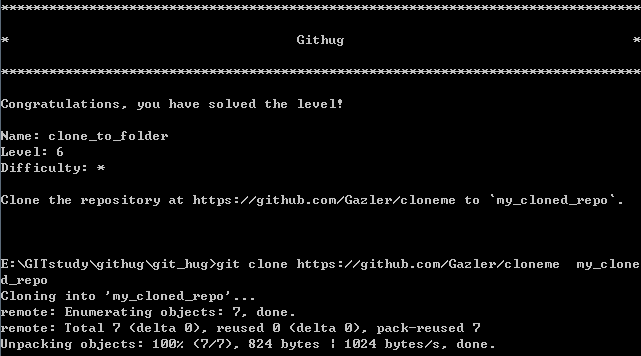 ********************************************************************************
*                                    Githug                                    *
********************************************************************************
Congratulations, you have solved the level!
Name: clone_to_folder
Level: 6
Difficulty: *
Clone the repository at https://github.com/Gazler/cloneme to `my_cloned_repo`.
E:\GITstudy\githug\git_hug>git clone https://github.com/Gazler/cloneme  my_clone
d_repo
Cloning into 'my_cloned_repo'...
remote: Enumerating objects: 7, done.
remote: Total 7 (delta 0), reused 0 (delta 0), pack-reused 7
Unpacking objects: 100% (7/7), 824 bytes ¦ 1024 bytes/s, done.